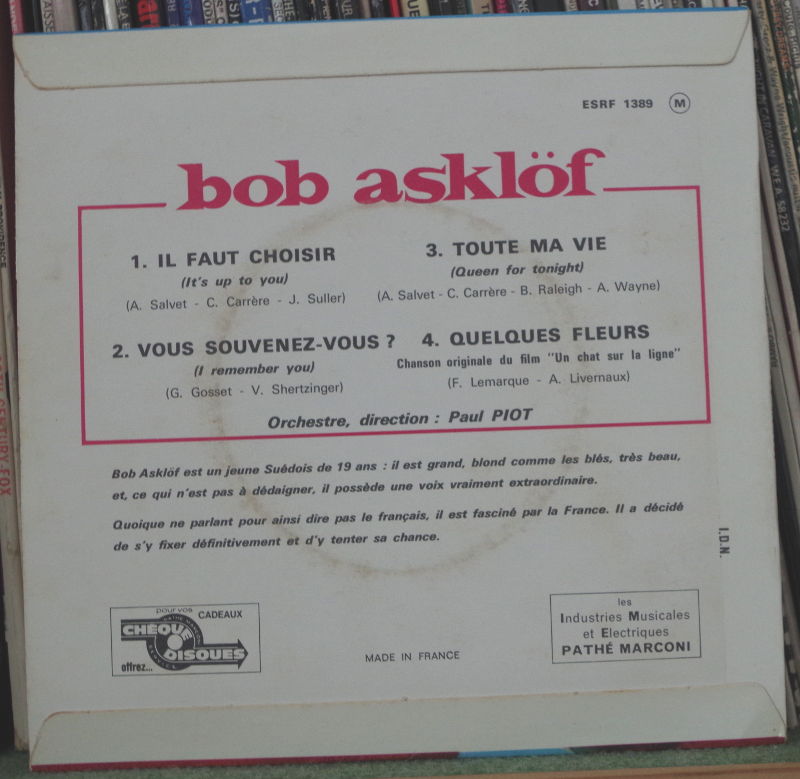 ESRF 1389 M
bob asklöf
1. IL FAUT CHOISIR
(It's up to you)
(A. Salvet - C. Carrère - J. Suller)
2. VOUS SOUVENEZ-VOUS ?
(I remember you)
(G. Gosset - V. Shertzinger)
3. TOUTE MA VIE
(Queen for tonight)
(A. Salvet - C. Carrère - B. Raleigh - A. Wayne)
4. QUELQUES FLEURS
Chanson originale du film "Un chat sur la ligne"
(F. Lemarque - A. Livernaux)
Orchestre, direction : Paul PIOT
Bob Asklöf est un jeune Suédois de 19 ans : il est grand, blond comme les blés, très beau,
et, ce qui n'est pas à dédaigner, il possède une voix vraiment extraordinaire.
Quoique ne parlant pour ainsi dire pas le français, il est fasciné par la France. Il a décidé
de s'y fixer définitivement et d'y tenter sa chance.
I.D.N.
pour vos CADEAUX
CHÈQUE
DISQUES
offrez...
MADE IN FRANCE
les
Industries Musicales
et Electriques
PATHÉ MARCONI